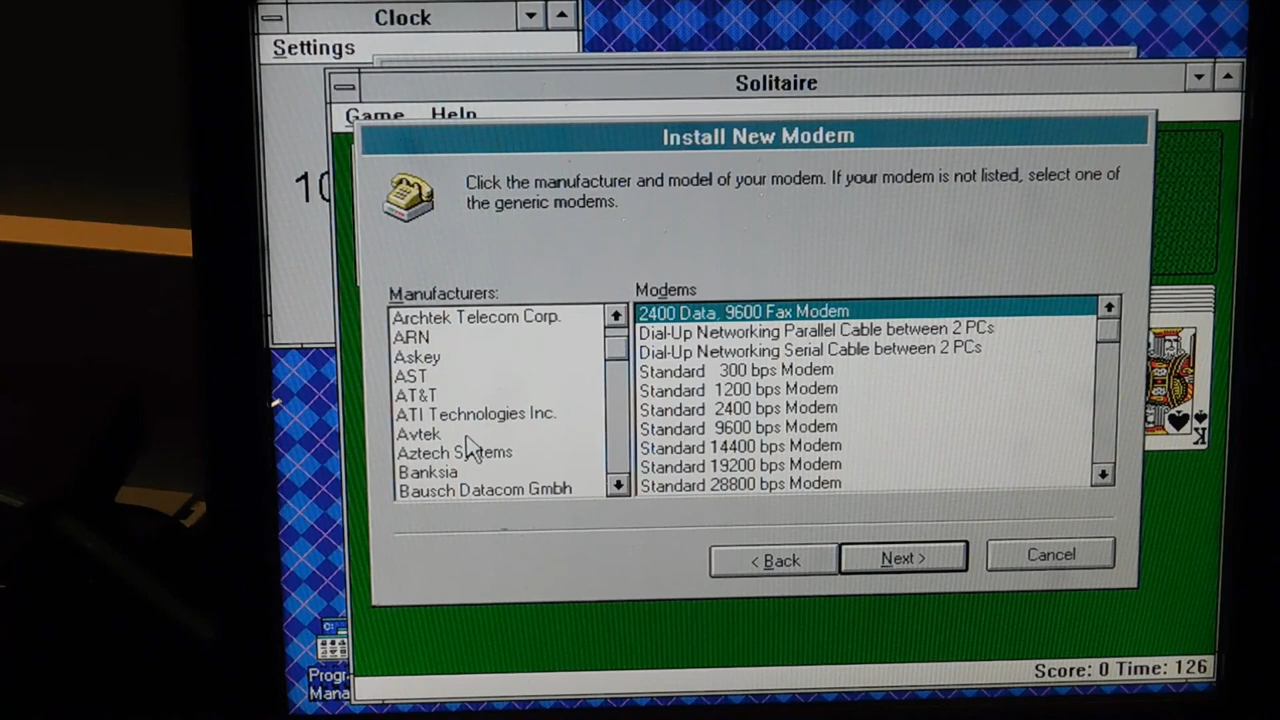 Clock
Settings
10
Solitaire
Game Help
Install New Modem
Click the manufacturer and model of your modem. If your modem is not listed, select one of
the generic modems.
Manufacturers:
Archtek Telecom Corp.
ARN
Askey
AST
AT&T
ATI Technologies Inc.
Avtek
Aztech Systems
Banksia
Bausch Datacom Gmbh
Modems
2400 Data, 9600 Fax Modem
Dial-Up Networking Parallel Cable between 2 PCs
Dial-Up Networking Serial Cable between 2 PCs
Standard 300 bps Modem
Standard 1200 bps Modem
Standard 2400 bps Modem
Standard 9600 bps Modem
Standard 14400 bps Modem
Standard 19200 bps Modem
Standard 28800 bps Modem
< Back
Next >
Cancel
K
C:
Progr
Mana
Score: 0 Time: 126